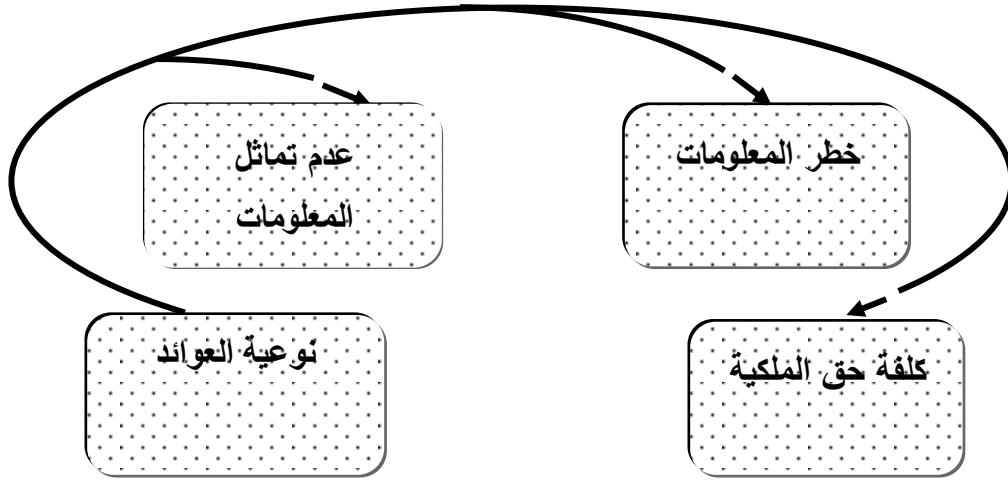 خطر المعلومات
عدم تماثل
المعلومات
كلفة حق الملكية
نوعية العوائد